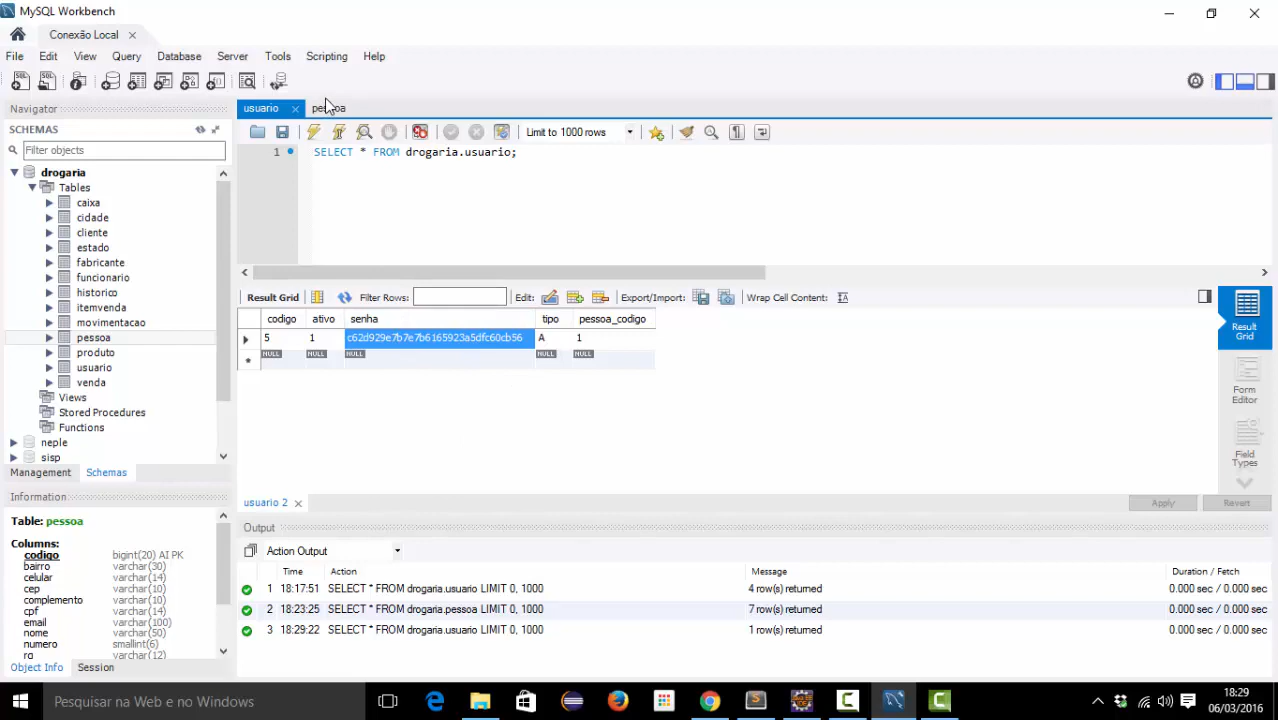 MySQL Workbench
Conexão Local
File Edit View Query Database Server Tools Scripting Help
Navigator
SCHEMAS
Filter objects
drogaria
Tables
caixa
cidade
cliente
estado
fabricante
funcionario
historico
itemvenda
movimentacao
pessoa
produto
usuario
venda
Views
Stored Procedures
Functions
neple
sisp
Management Schemas
Information
Table: pessoa
Columns:
codigo bigint(20) AI PK
bairro varchar(30)
celular varchar(14)
cep varchar(10)
complemento varchar(10)
cpf varchar(14)
email varchar(100)
nome varchar(50)
numero smallint(6)
rg varchar(12)
Object Info Session
usuario pessoa
Limit to 1000 rows
1 SELECT * FROM drogaria.usuario;
Result Grid Filter Rows: Edit: Export/Import: Wrap Cell Content:
codigo ativo senha tipo pessoa_codigo
5 1 c62d929e7b7e7b6165923a5dfc60cb56 A 1
NULL NULL NULL NULL NULL
Result Grid
Form Editor
Field Types
usuario 2 Apply Revert
Output
Action Output
Time Action Message Duration / Fetch
1 18:17:51 SELECT * FROM drogaria.usuario LIMIT 0, 1000 4 row(s) returned 0.000 sec / 0.000 sec
2 18:23:25 SELECT * FROM drogaria.pessoa LIMIT 0, 1000 7 row(s) returned 0.000 sec / 0.000 sec
3 18:29:22 SELECT * FROM drogaria.usuario LIMIT 0, 1000 1 row(s) returned 0.000 sec / 0.000 sec
Pesquisar na Web e no Windows
18:29
06/03/2016